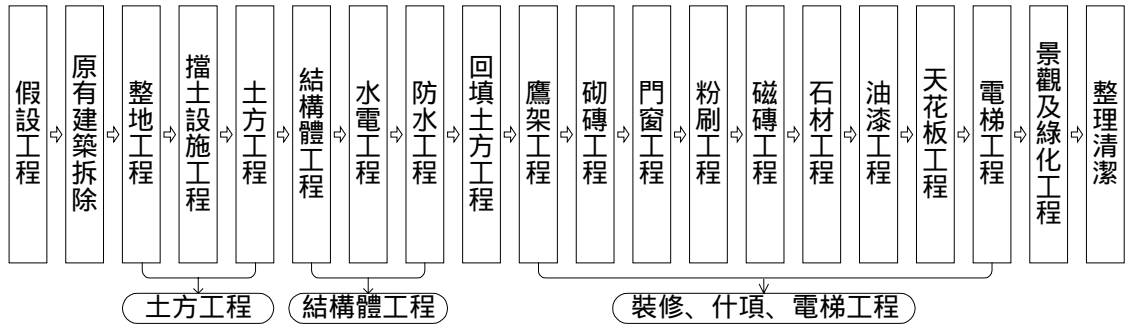 假設工程
原有建築拆除
整地工程
擋土設施工程
土方工程
結構體工程
水電工程
防水工程
回填土方工程
鷹架工程
砌磚工程
門窗工程
粉刷工程
磁磚工程
石材工程
油漆工程
天花板工程
電梯工程
景觀及綠化工程
整理清潔
土方工程
結構體工程
裝修、什項、電梯工程